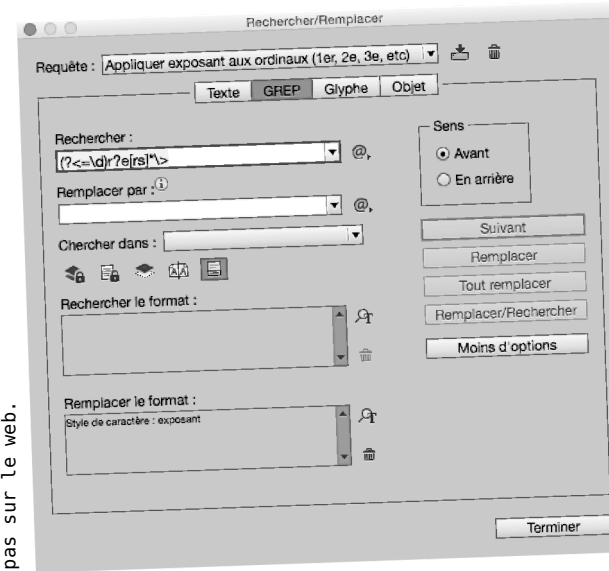 Rechercher/Remplacer
Requête : Appliquer exposant aux ordinaux (1er, 2e, 3e, etc)
Texte GREP Glyphe Objet
Rechercher :
(?<=\d)r?e[rs]*\>
Remplacer par :
Chercher dans :
Rechercher le format :
Remplacer le format :
Style de caractère : exposant
Sens
Avant
En arrière
Suivant
Remplacer
Tout remplacer
Remplacer/Rechercher
Moins d'options
Terminer
pas sur le web.